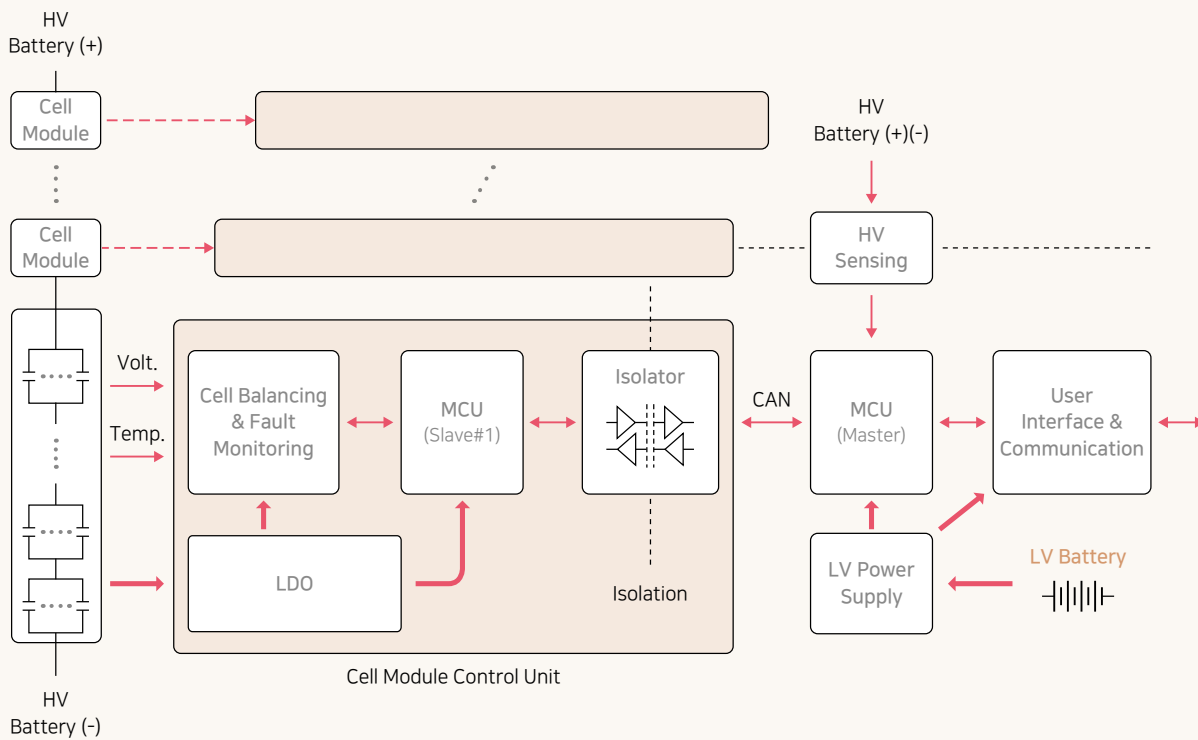 HV
Battery (+)
Cell
Module
HV
Battery (+)(-)
Cell
Module
HV
Sensing
Volt.
Temp.
Cell Balancing
& Fault
Monitoring
MCU
(Slave#1)
Isolator
CAN
MCU
(Master)
User
Interface &
Communication
LDO
Isolation
LV Power
Supply
LV Battery
Cell Module Control Unit
HV
Battery (-)